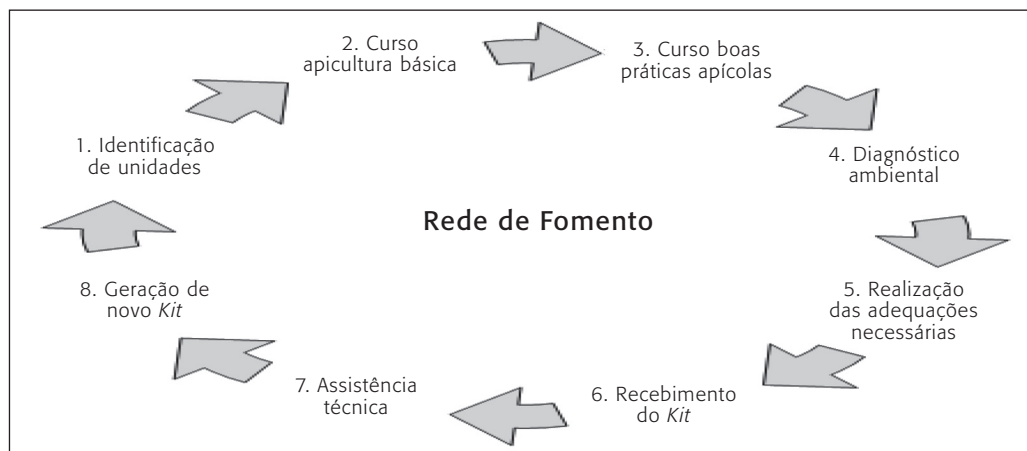 2. Curso
apicultura básica
3. Curso boas
práticas apícolas
1. Identificação
de unidades
4. Diagnóstico
ambiental
Rede de Fomento
8. Geração de
novo Kit
5. Realização
das adequações
necessárias
7. Assistência
técnica
6. Recebimento
do Kit